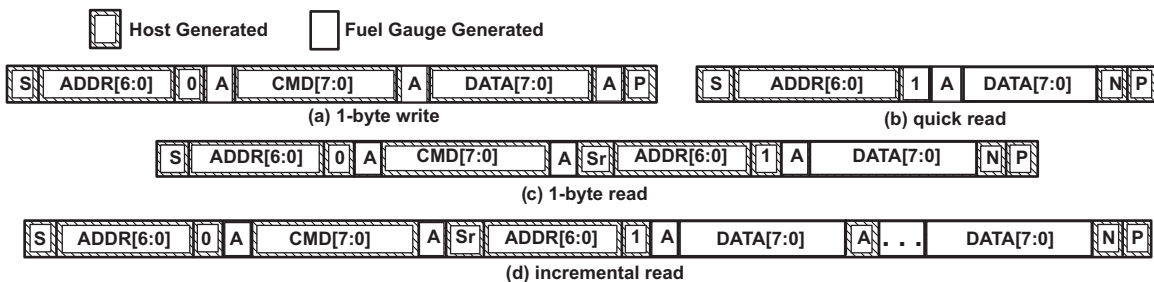 Host Generated Fuel Gauge Generated
S ADDR[6:0] 0 A CMD[7:0] A DATA[7:0] A P
(a) 1-byte write
S ADDR[6:0] 1 A DATA[7:0] N P
(b) quick read
S ADDR[6:0] 0 A CMD[7:0] A Sr ADDR[6:0] 1 A DATA[7:0] N P
(c) 1-byte read
S ADDR[6:0] 0 A CMD[7:0] A Sr ADDR[6:0] 1 A DATA[7:0] A . . . DATA[7:0] N P
(d) incremental read